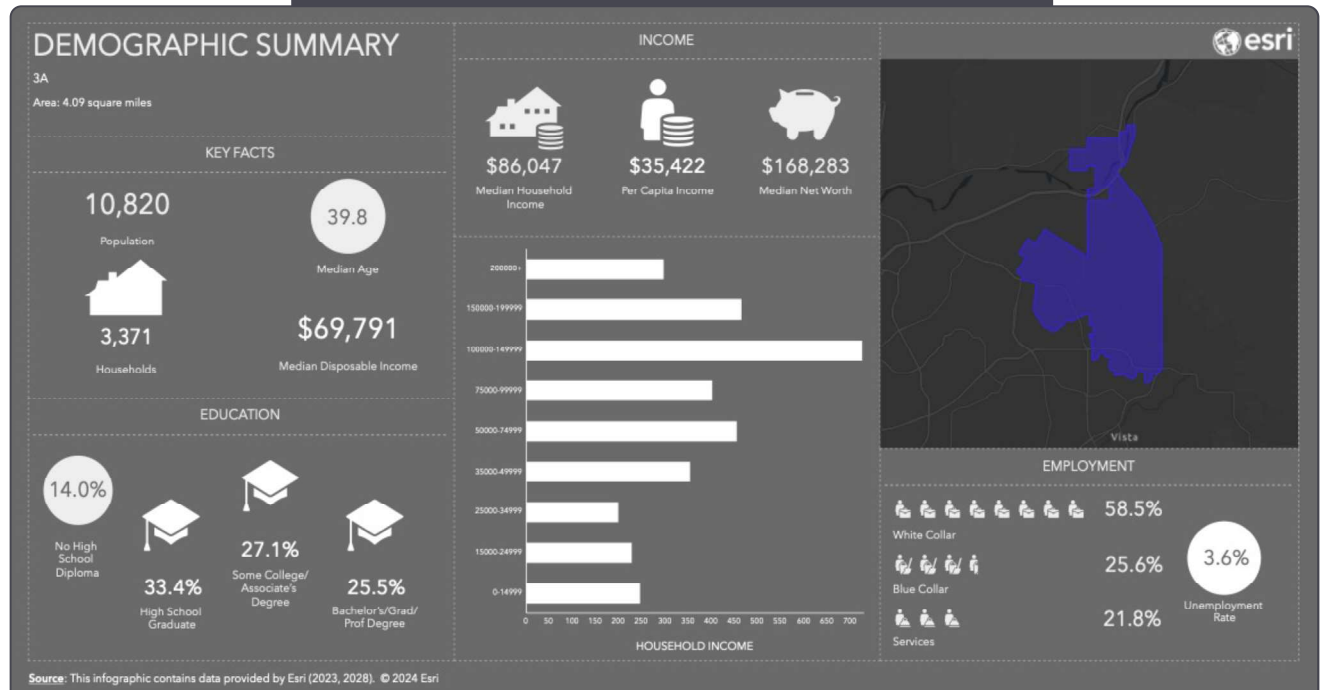 DEMOGRAPHIC SUMMARY
3A
Area: 4.09 square miles
KEY FACTS
10,820
Population
39.8
Median Age
3,371
Households
$69,791
Median Disposable Income
EDUCATION
14.0%
No High
School
Diploma
33.4%
High School
Graduate
27.1%
Some College/
Associate's
Degree
25.5%
Bachelor's/Grad/
Prof Degree
INCOME
$86,047
Median Household
Income
$35,422
Per Capita Income
$168,283
Median Net Worth
200000+
150000-199999
100000-149999
75000-99999
50000-74999
35000-49999
25000-34999
15000-24999
0-14999
0 50 100 150 200 250 300 350 400 450 500 550 600 650 700
HOUSEHOLD INCOME
esri
Vista
EMPLOYMENT
58.5%
White Collar
25.6%
Blue Collar
21.8%
Services
3.6%
Unemployment
Rate
Source: This infographic contains data provided by Esri (2023, 2028). © 2024 Esri